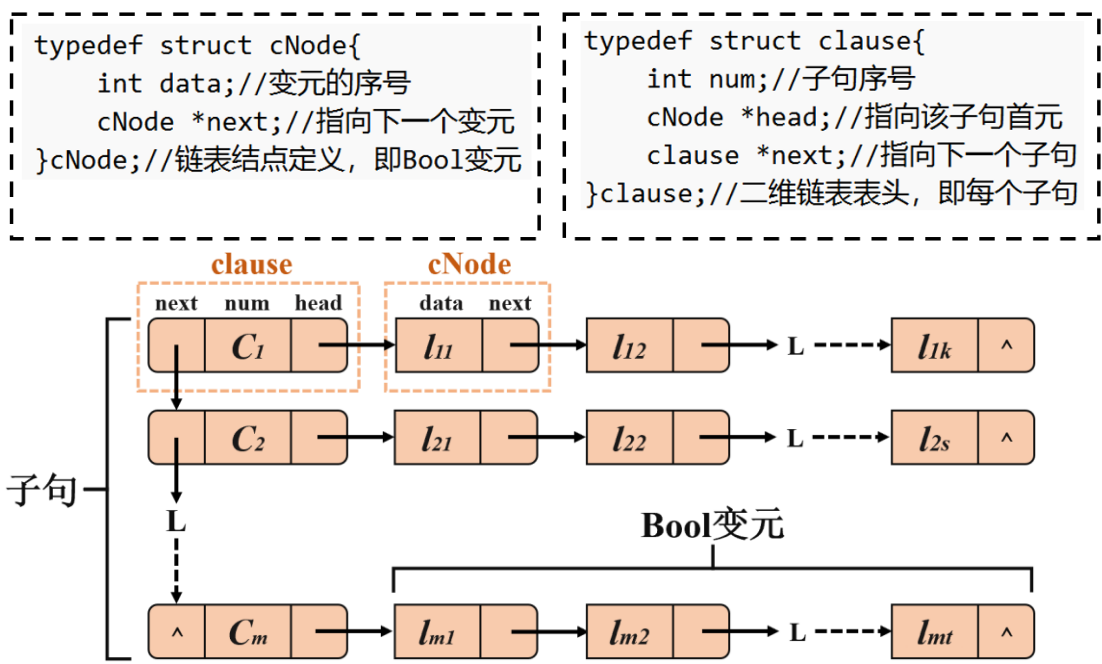 typedef struct cNode{
int data;//变元的序号
cNode *next;//指向下一个变元
}cNode;//链表结点定义，即Bool变元
typedef struct clause{
int num;//子句序号
cNode *head;//指向该子句首元
clause *next;//指向下一个子句
}clause;//二维链表表头，即每个子句
clause cNode
next num head data next
C1 l11 l12 L l1k ^
C2 l21 l22 L l2s ^
子句
L
Bool变元
^ Cm lm1 lm2 L lmt ^